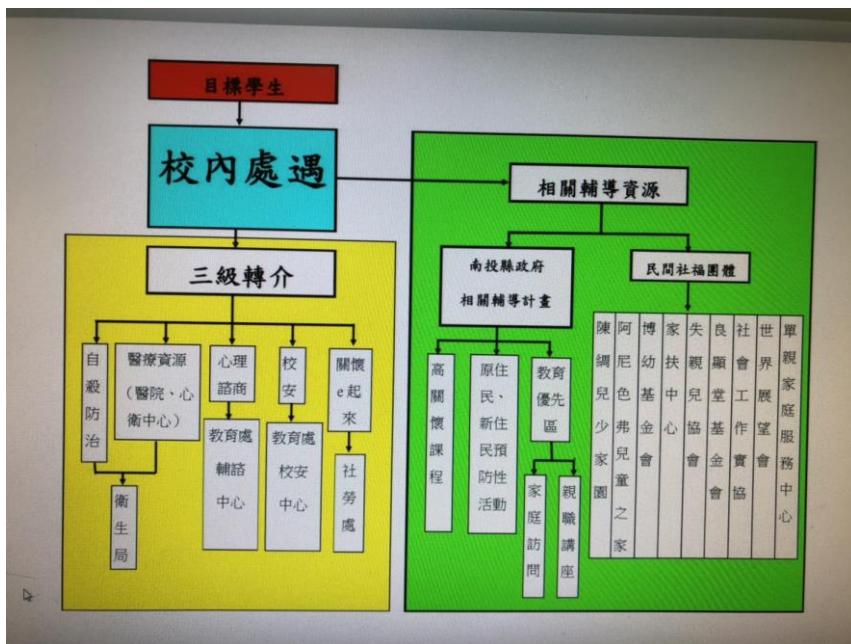 目標學生
校內處遇
三級轉介
自殺防治
醫療資源
（醫院、心
衛中心）
心理
諮商
校安
關懷
e起
來
衛生局
教育處
輔諮
中心
教育處
校安
中心
社勞處
相關輔導資源
南投縣政府
相關輔導計畫
民間社福團體
高關懷課程
原住
民、
新住
民預
防性
活動
教育
優先
區
家庭訪問
親職講座
陳綢兒少家園
阿尼色弗兒童之家
博幼基金會
家扶中心
失親兒協會
良顯堂基金會
社會工作實協
世界展望會
單親家庭服務中心